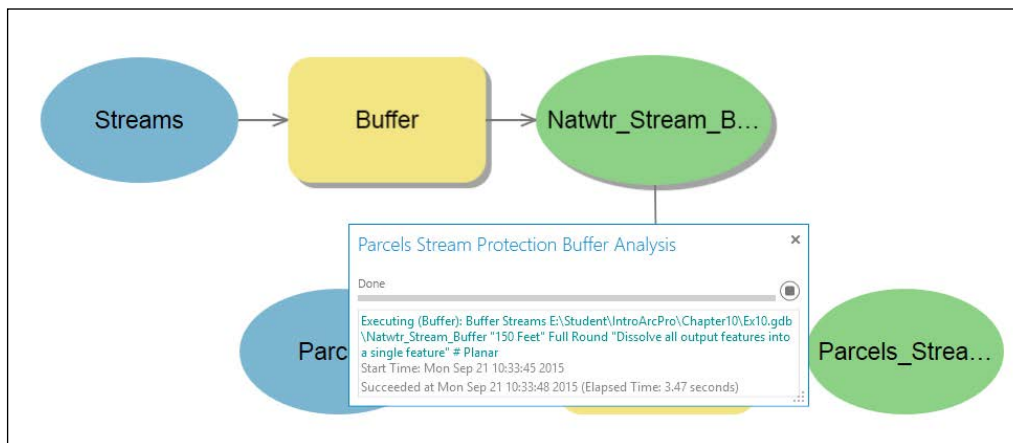 Streams
Buffer
Natwtr_Stream_B...
Parcels Stream Protection Buffer Analysis
Done
Executing (Buffer): Buffer Streams E:\Student\IntroArcPro\Chapter10\Ex10.gdb
\Natwtr_Stream_Buffer "150 Feet" Full Round "Dissolve all output features into
a single feature" # Planar
Start Time: Mon Sep 21 10:33:45 2015
Succeeded at Mon Sep 21 10:33:48 2015 (Elapsed Time: 3.47 seconds)
Parc
Parcels_Strea...